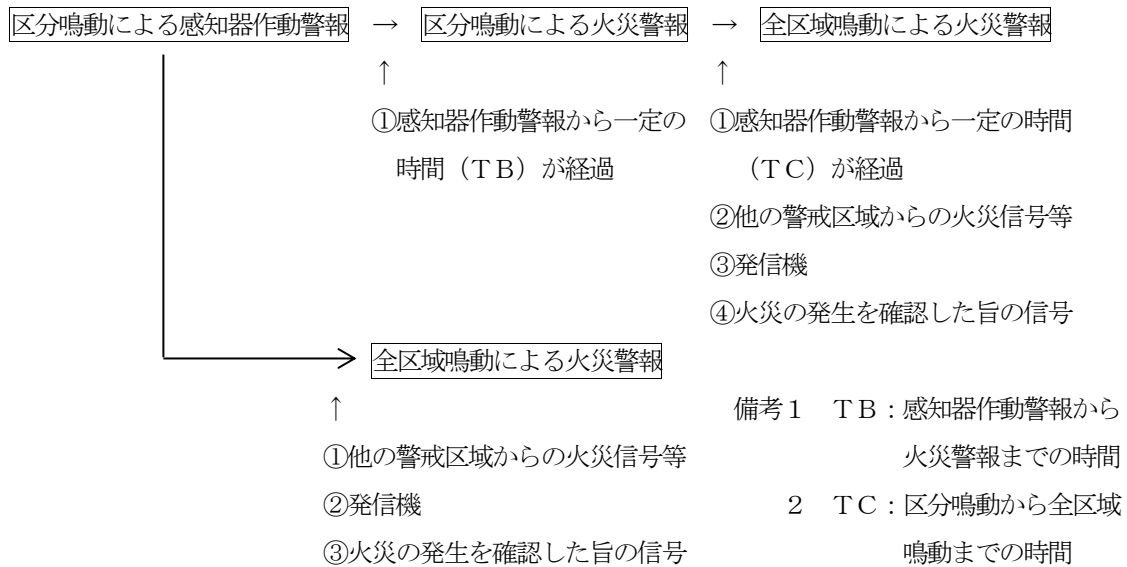 区分鳴動による感知器作動警報 → 区分鳴動による火災警報 → 全区域鳴動による火災警報
↑ ↑
①感知器作動警報から一定の ①感知器作動警報から一定の時間
時間（ＴＢ）が経過 （ＴＣ）が経過
②他の警戒区域からの火災信号等
③発信機
④火災の発生を確認した旨の信号
全区域鳴動による火災警報
↑ 備考１ ＴＢ：感知器作動警報から
①他の警戒区域からの火災信号等 火災警報までの時間
②発信機 ２ ＴＣ：区分鳴動から全区域
③火災の発生を確認した旨の信号 鳴動までの時間